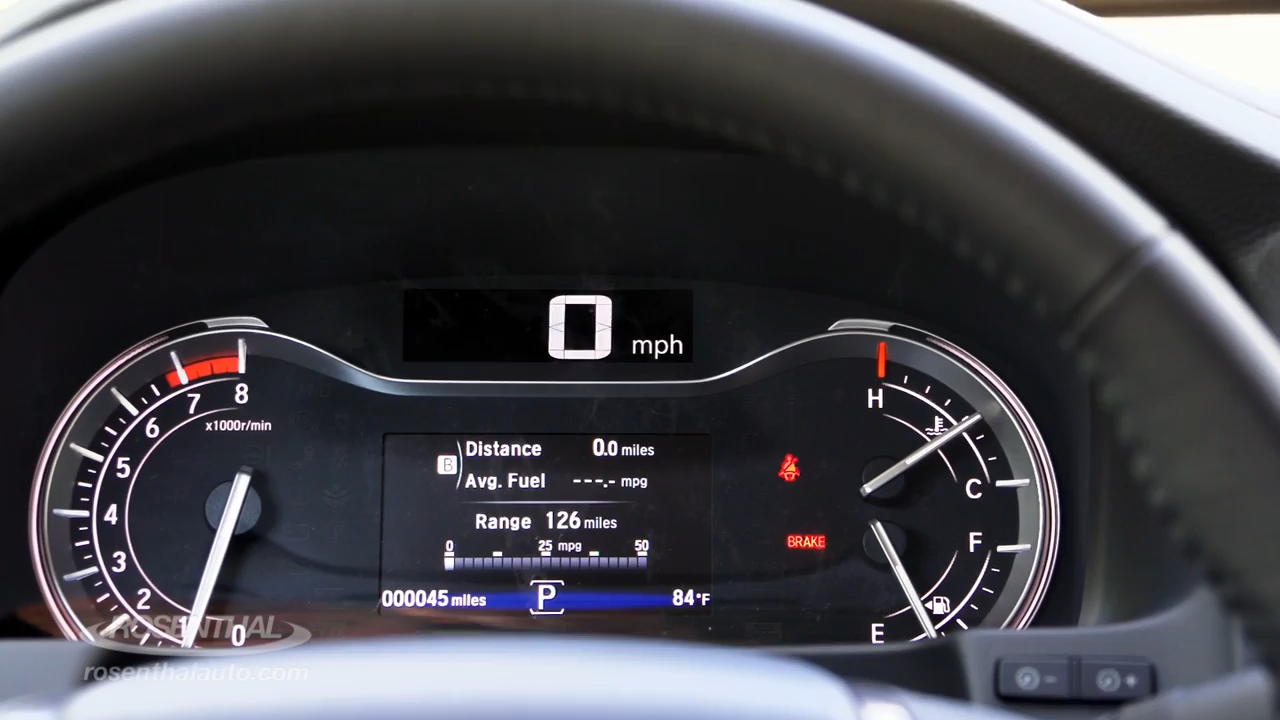 0 mph
8
7
6
5
4
3
2
1
0
x1000r/min
B
Distance 0.0 miles
Avg. Fuel ---.- mpg
Range 126 miles
0 25 mpg 50
000045 miles P 84°F
BRAKE
H
C
F
E
ROSENTHAL
rosenthalauto.com